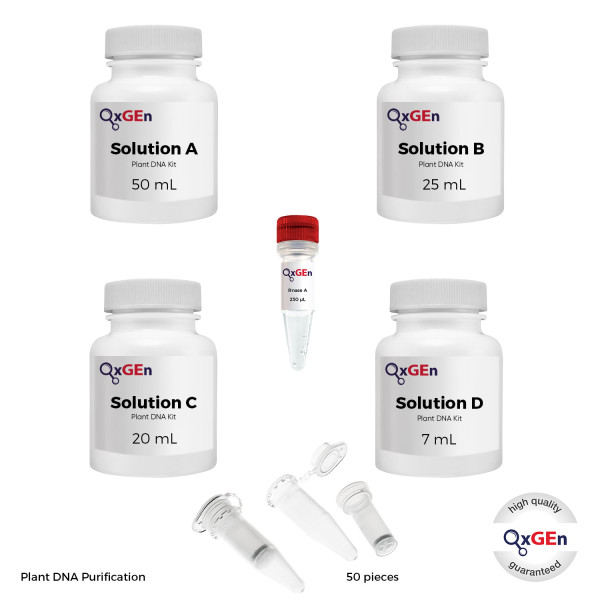 QxGEn
Solution A
Plant DNA Kit
50 mL
QxGEn
Solution B
Plant DNA Kit
25 mL
QxGEn
Rnase A
250 µL
QxGEn
Solution C
Plant DNA Kit
20 mL
QxGEn
Solution D
Plant DNA Kit
7 mL
high quality
QxGEn
guaranteed
Plant DNA Purification
50 pieces